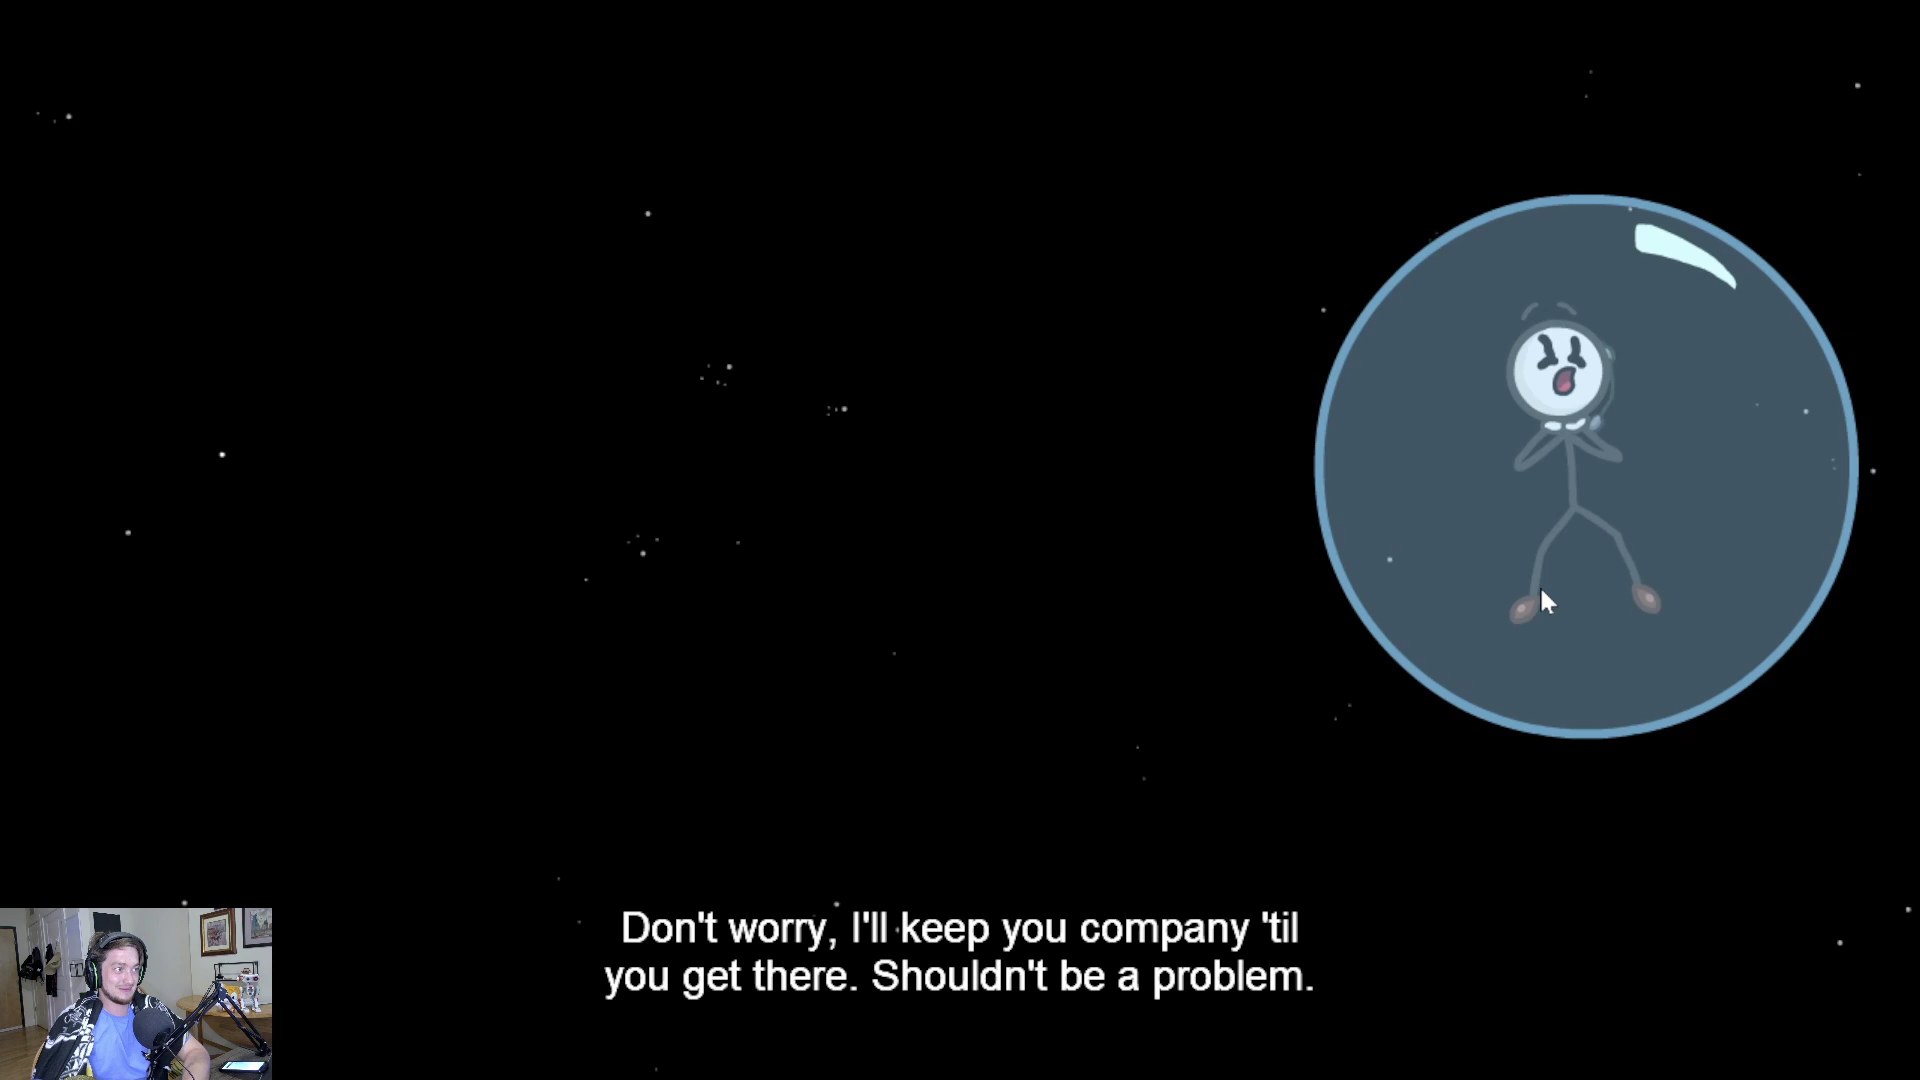 Don't worry, I'll keep you company 'til
you get there. Shouldn't be a problem.